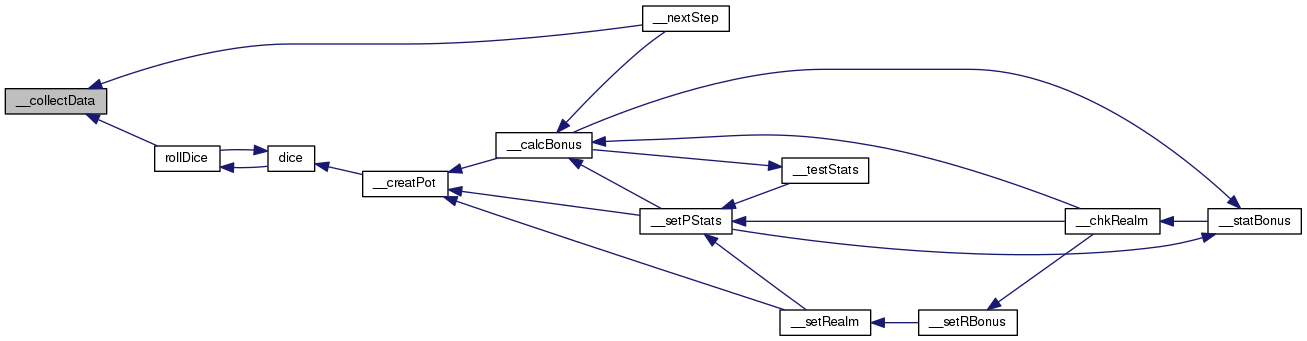 __nextStep
__collectData
rollDice
dice
__creatPot
__calcBonus
__testStats
__setPStats
__chkRealm
__statBonus
__setRealm
__setRBonus